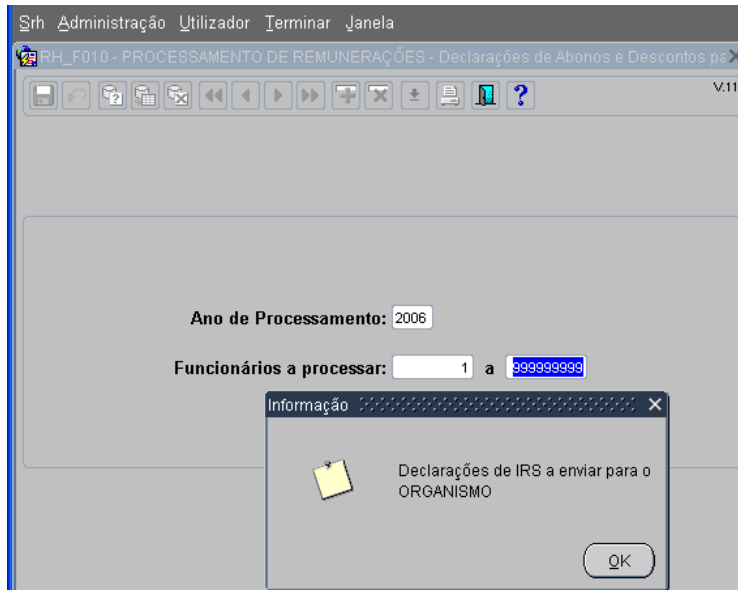 Srh Administração Utilizador Terminar Janela
RH_F010 - PROCESSAMENTO DE REMUNERAÇÕES - Declarações de Abonos e Descontos pa
V.11
Ano de Processamento: 2006
Funcionários a processar: 1 a 999999999
Informação
Declarações de IRS a enviar para o
ORGANISMO
OK